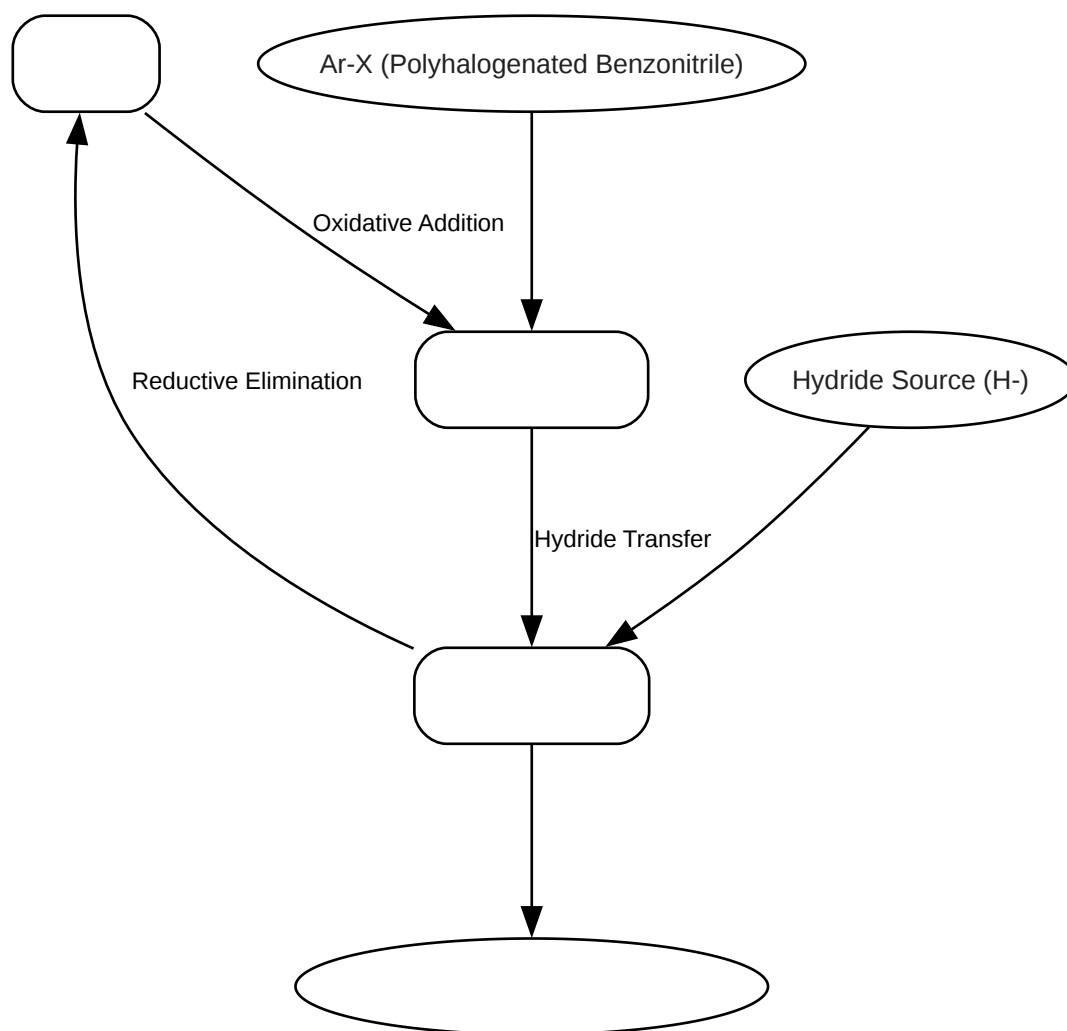 Ar-X (Polyhalogenated Benzonitrile)
Oxidative Addition
Reductive Elimination
Hydride Source (H-)
Hydride Transfer